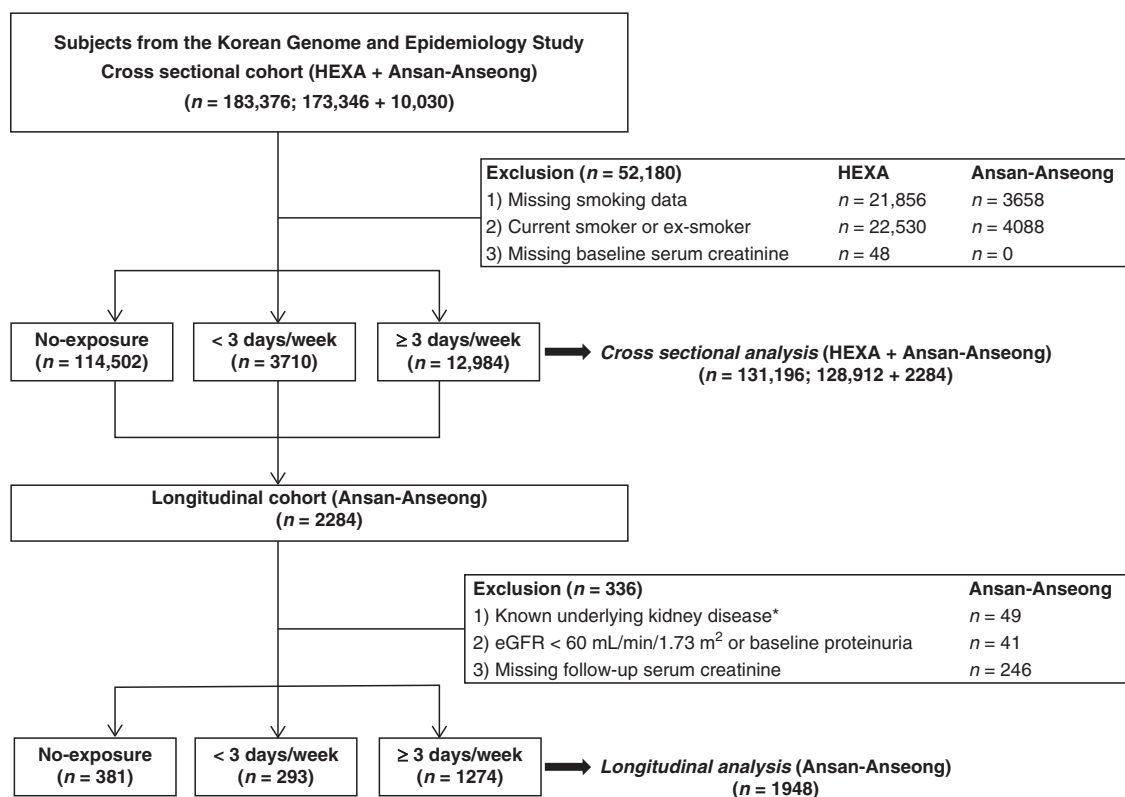 Subjects from the Korean Genome and Epidemiology Study
Cross sectional cohort (HEXA + Ansan-Anseong)
(n = 183,376; 173,346 + 10,030)
Exclusion (n = 52,180) HEXA Ansan-Anseong
1) Missing smoking data n = 21,856 n = 3658
2) Current smoker or ex-smoker n = 22,530 n = 4088
3) Missing baseline serum creatinine n = 48 n = 0
No-exposure
(n = 114,502)
< 3 days/week
(n = 3710)
≥ 3 days/week
(n = 12,984)
Cross sectional analysis (HEXA + Ansan-Anseong)
(n = 131,196; 128,912 + 2284)
Longitudinal cohort (Ansan-Anseong)
(n = 2284)
Exclusion (n = 336) Ansan-Anseong
1) Known underlying kidney disease* n = 49
2) eGFR < 60 mL/min/1.73 m² or baseline proteinuria n = 41
3) Missing follow-up serum creatinine n = 246
No-exposure
(n = 381)
< 3 days/week
(n = 293)
≥ 3 days/week
(n = 1274)
Longitudinal analysis (Ansan-Anseong)
(n = 1948)